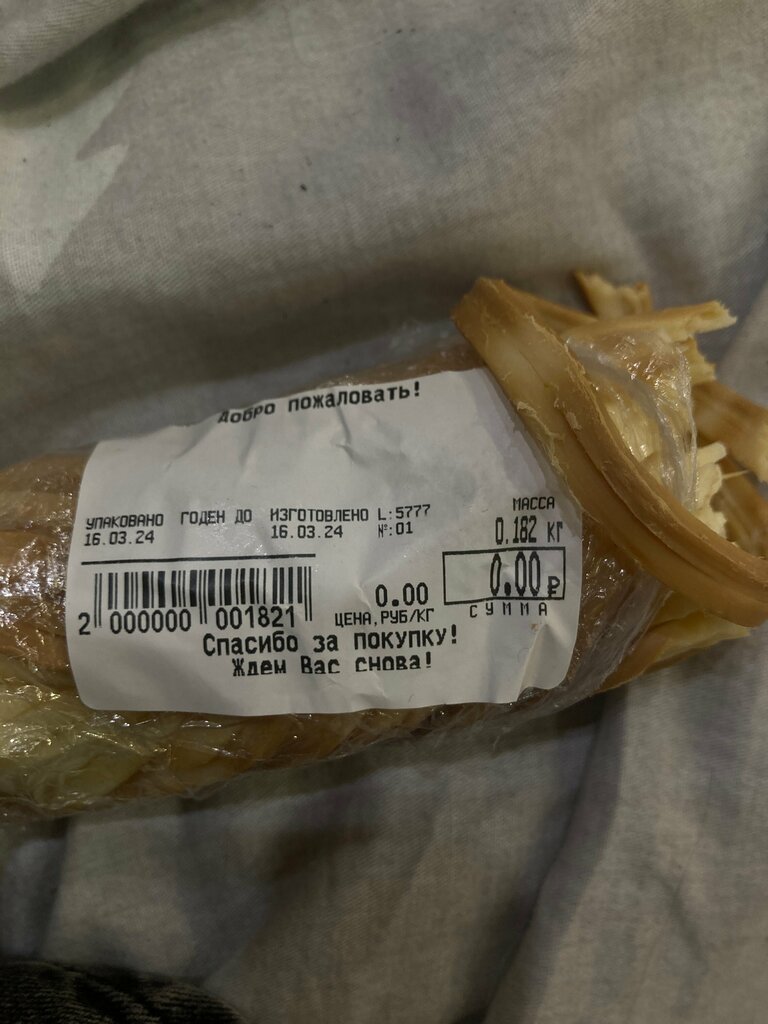 Добро пожаловать!
УПАКОВАНО ГОДЕН ДО ИЗГОТОВЛЕНО L:5777
16.03.24 16.03.24 №:01
МАССА
0,182 кг
0.00 ₽
СУММА
0.00
ЦЕНА,РУБ/КГ
2 000000 001821
Спасибо за покупку!
Ждем Вас снова!